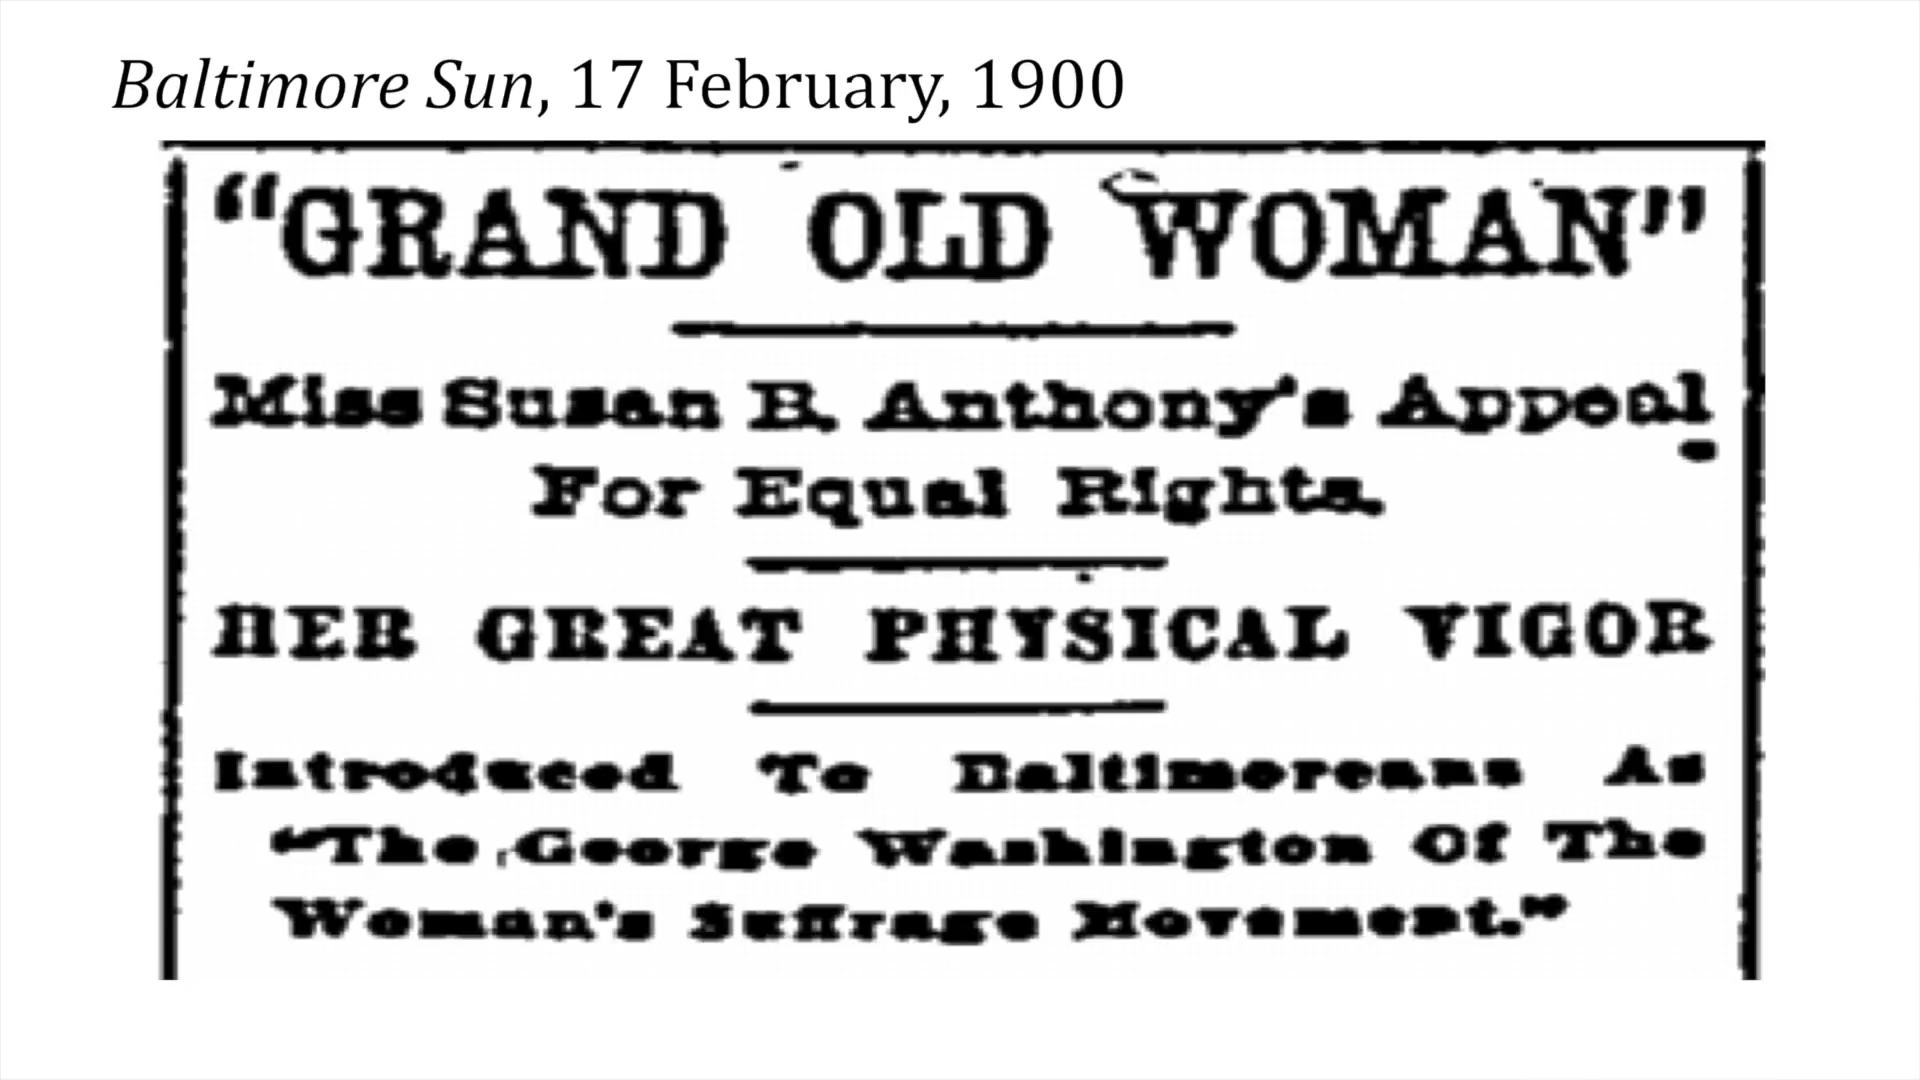 Baltimore Sun, 17 February, 1900
“GRAND OLD WOMAN”
Miss Susan B. Anthony's Appeal
For Equal Rights.
HER GREAT PHYSICAL VIGOR
Introduced To Baltimoreans As
“The George Washington Of The
Woman's Suffrage Movement.”